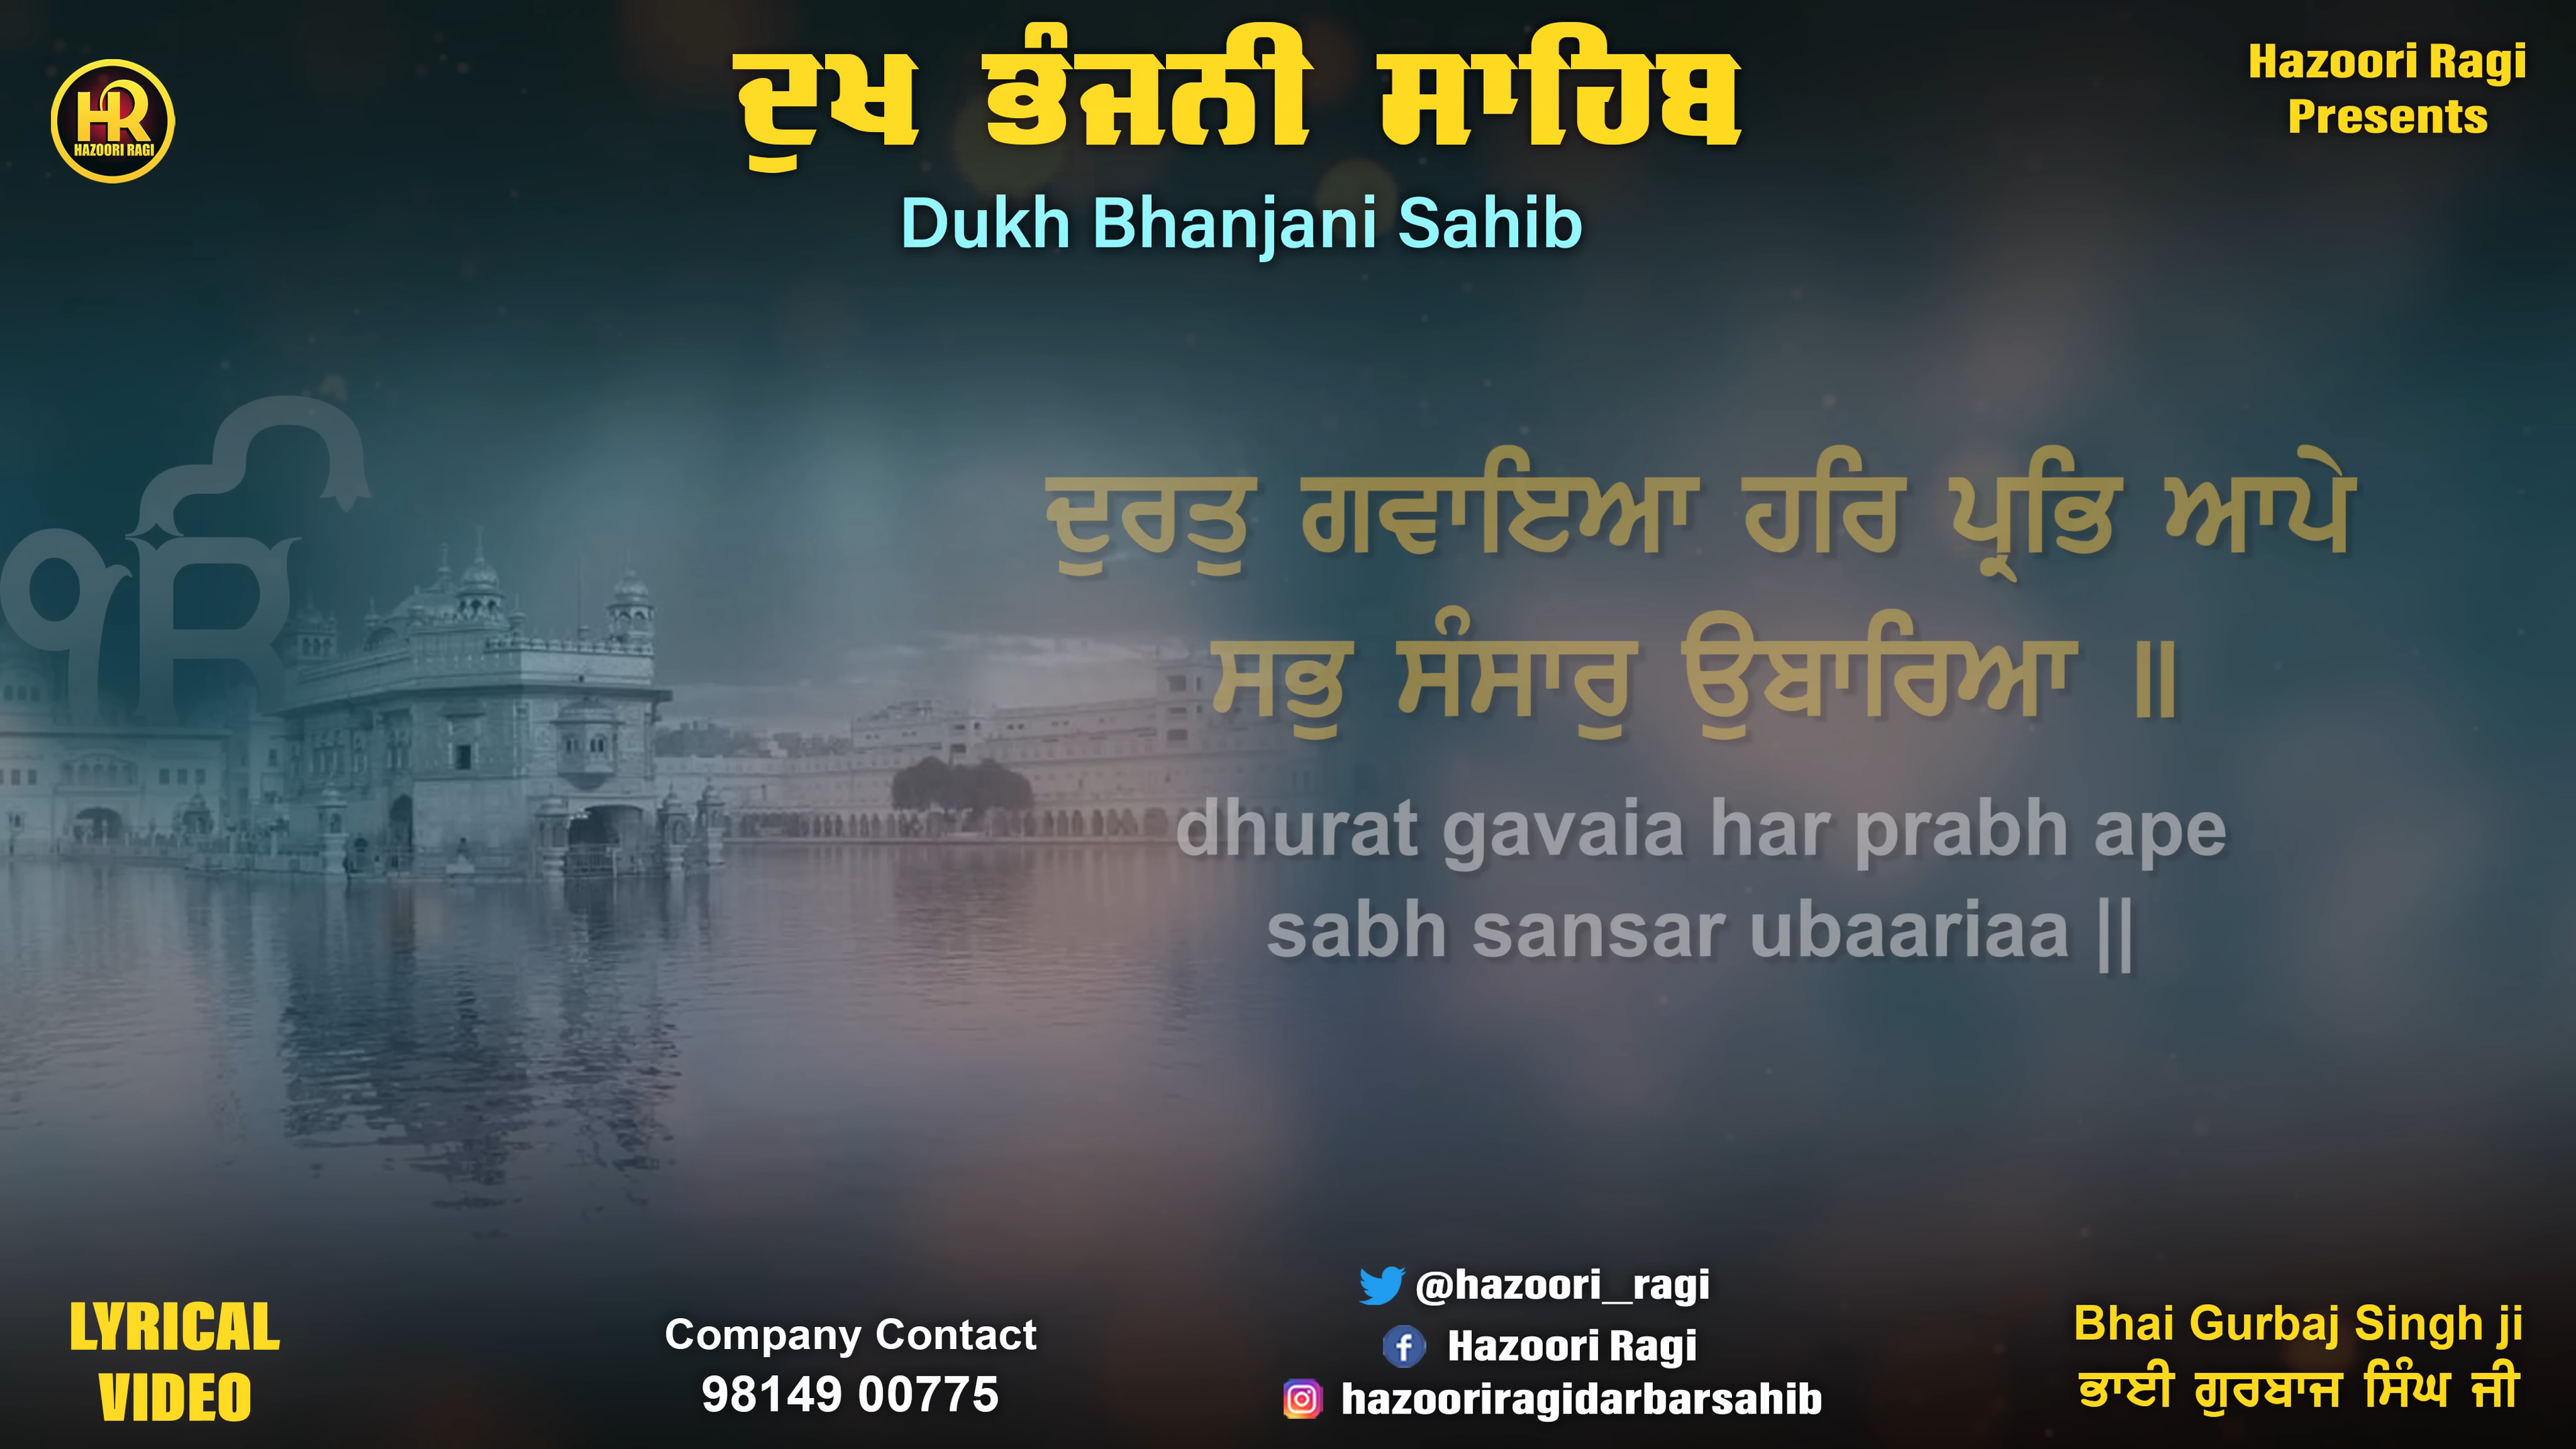 HR
HAZOORI RAGI
ਦੁਖ ਭੰਜਨੀ ਸਾਹਿਬ
Dukh Bhanjani Sahib
Hazoori Ragi
Presents
ੴ
ਦੁਰਤੁ ਗਵਾਇਆ ਹਰਿ ਪ੍ਰਭਿ ਆਪੇ
ਸਭੁ ਸੰਸਾਰੁ ਉਬਾਰਿਆ ॥
dhurat gavaia har prabh ape
sabh sansar ubaariaa ||
LYRICAL
VIDEO
Company Contact
98149 00775
@hazoori_ragi
Hazoori Ragi
hazooriragidarbarsahib
Bhai Gurbaj Singh ji
ਭਾਈ ਗੁਰਬਾਜ ਸਿੰਘ ਜੀ